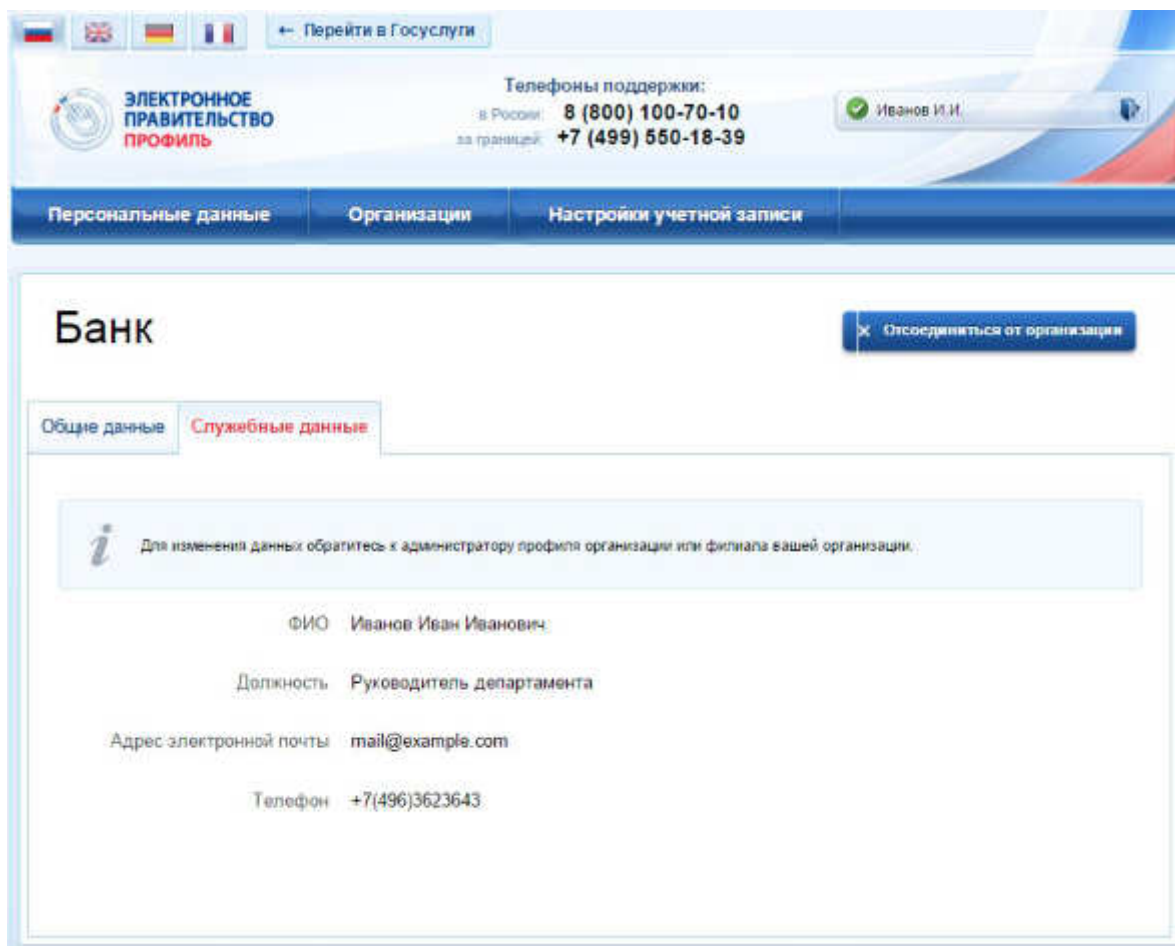 ← Перейти в Госуслуги
ЭЛЕКТРОННОЕ
ПРАВИТЕЛЬСТВО
ПРОФИЛЬ
Телефоны поддержки:
в России: 8 (800) 100-70-10
за границей: +7 (499) 550-18-39
Иванов И.И.
Персональные данные Организации Настройки учетной записи
Банк
× Отсоединиться от организации
Общие данные Служебные данные
i Для изменения данных обратитесь к администратору профиля организации или филиала вашей организации.
ФИО Иванов Иван Иванович
Должность Руководитель департамента
Адрес электронной почты mail@example.com
Телефон +7(496)3623643